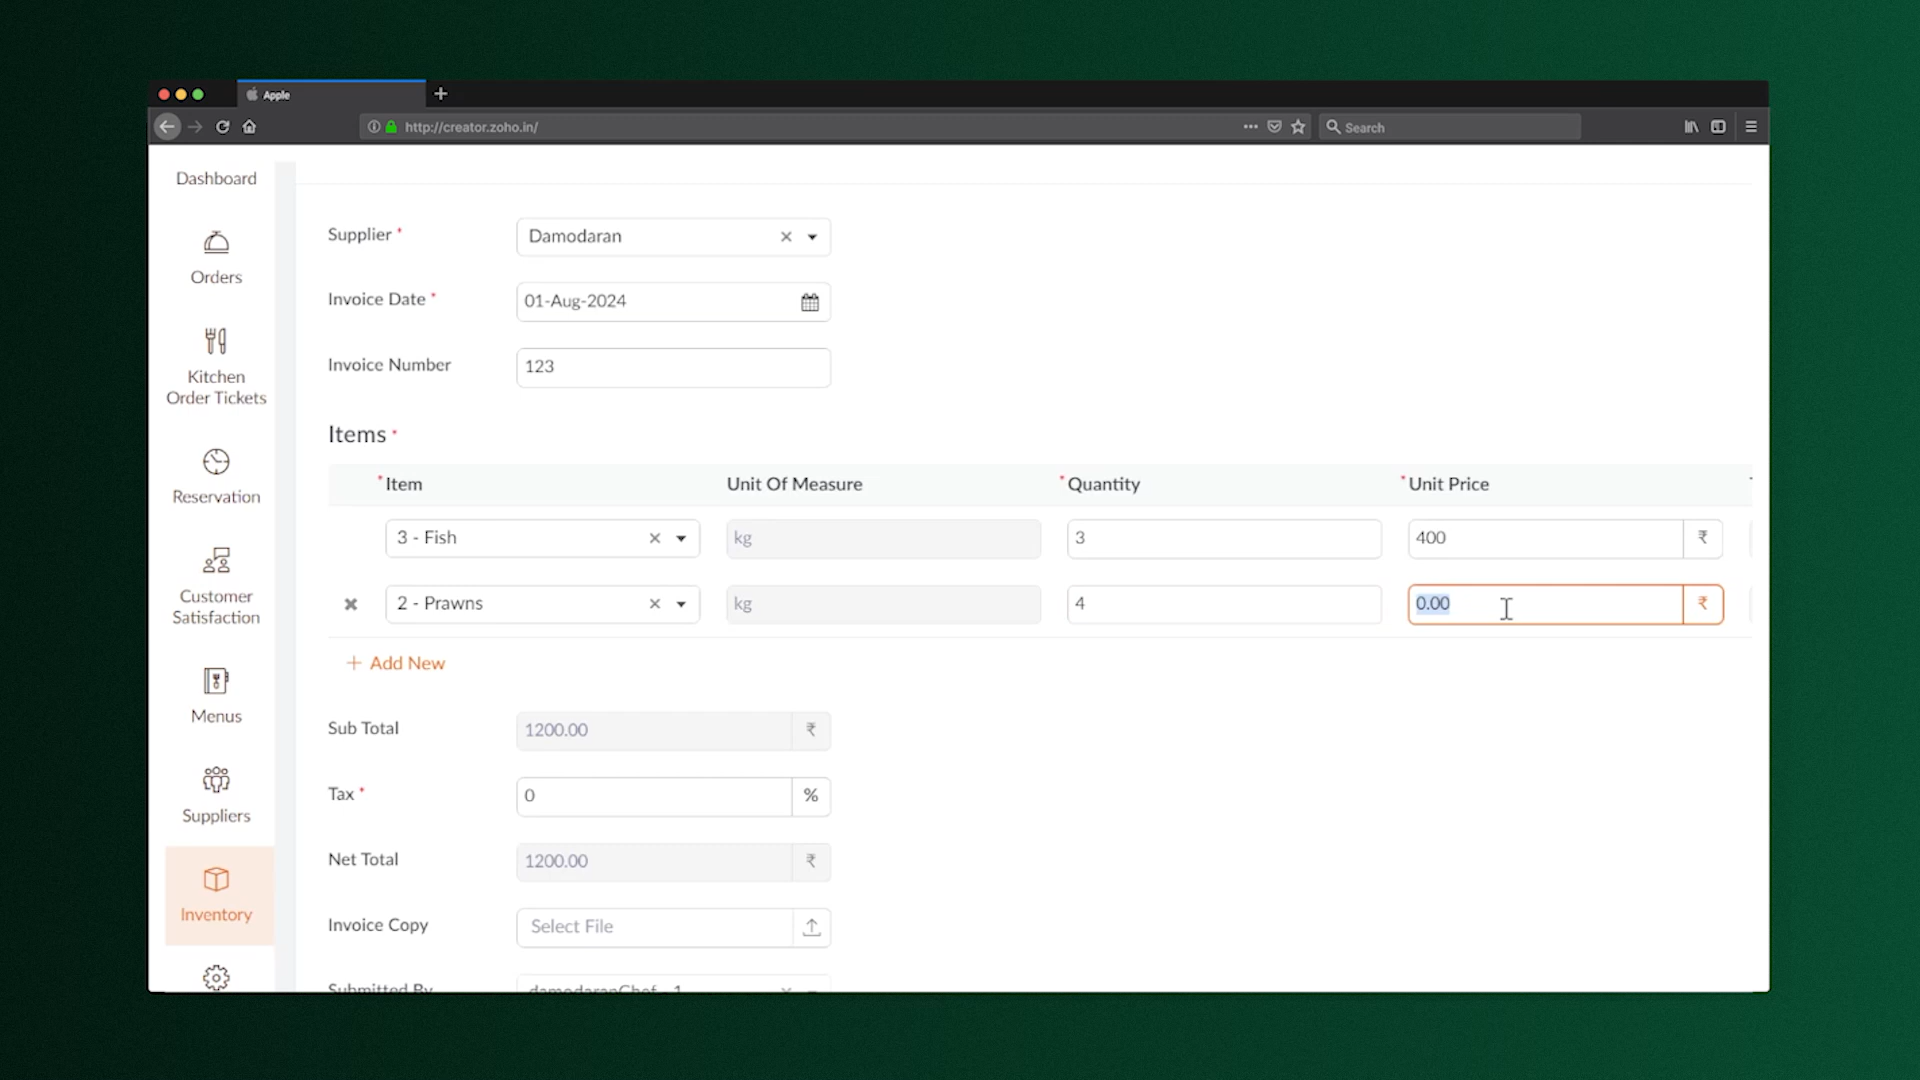 Apple
http://creator.zoho.in/
Search
Dashboard
Orders
Kitchen
Order Tickets
Reservation
Customer
Satisfaction
Menus
Suppliers
Inventory
Supplier *
Damodaran
Invoice Date *
01-Aug-2024
Invoice Number
123
Items *
* Item
Unit Of Measure
* Quantity
* Unit Price
3 - Fish
kg
3
400
₹
2 - Prawns
kg
4
0.00
₹
+ Add New
Sub Total
1200.00
₹
Tax *
0
%
Net Total
1200.00
₹
Invoice Copy
Select File
Submitted By
damodaranChef - 1